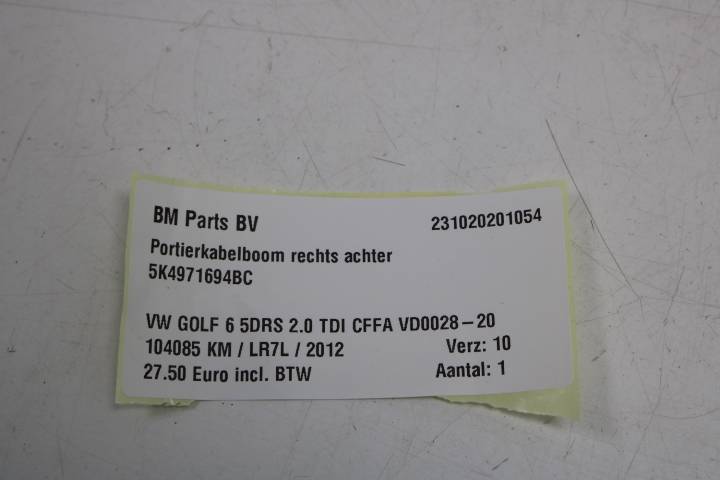 BM Parts BV 231020201054
Portierkabelboom rechts achter
5K4971694BC
VW GOLF 6 5DRS 2.0 TDI CFFA VD0028-20
104085 KM / LR7L / 2012 Verz: 10
27.50 Euro incl. BTW Aantal: 1